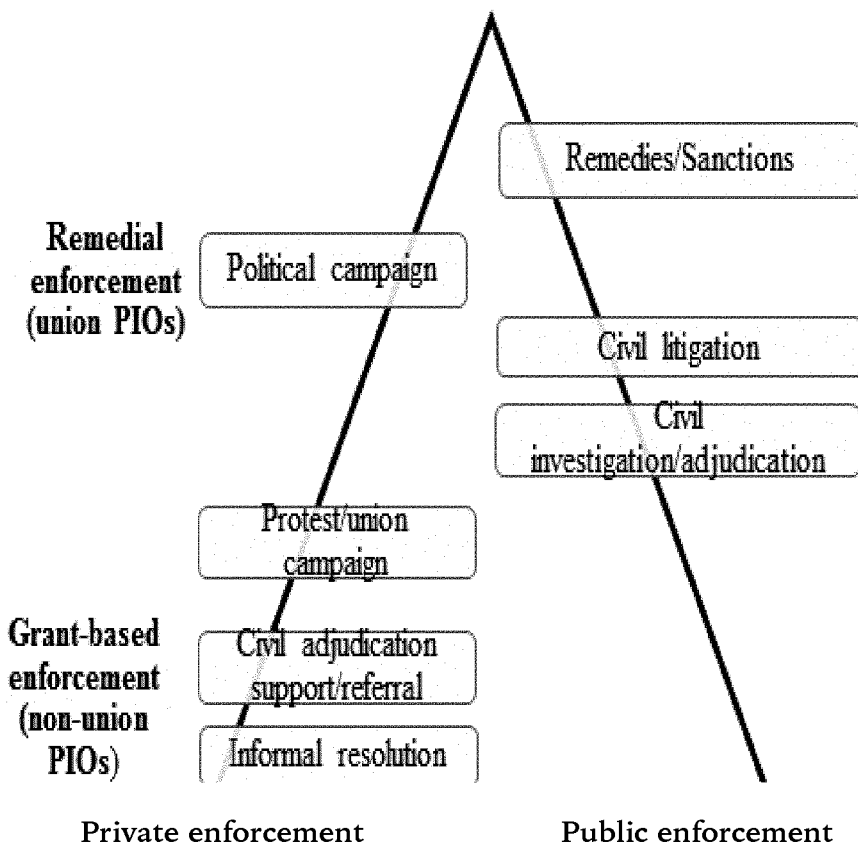 Remedies/Sanctions
Remedial
enforcement
(union PIOs)
Political campaign
Civil litigation
Civil
investigation/adjudication
Protest/union
campaign
Grant-based
enforcement
(non-union
PIOs)
Civil adjudication
support/referral
Informal resolution
Private enforcement
Public enforcement